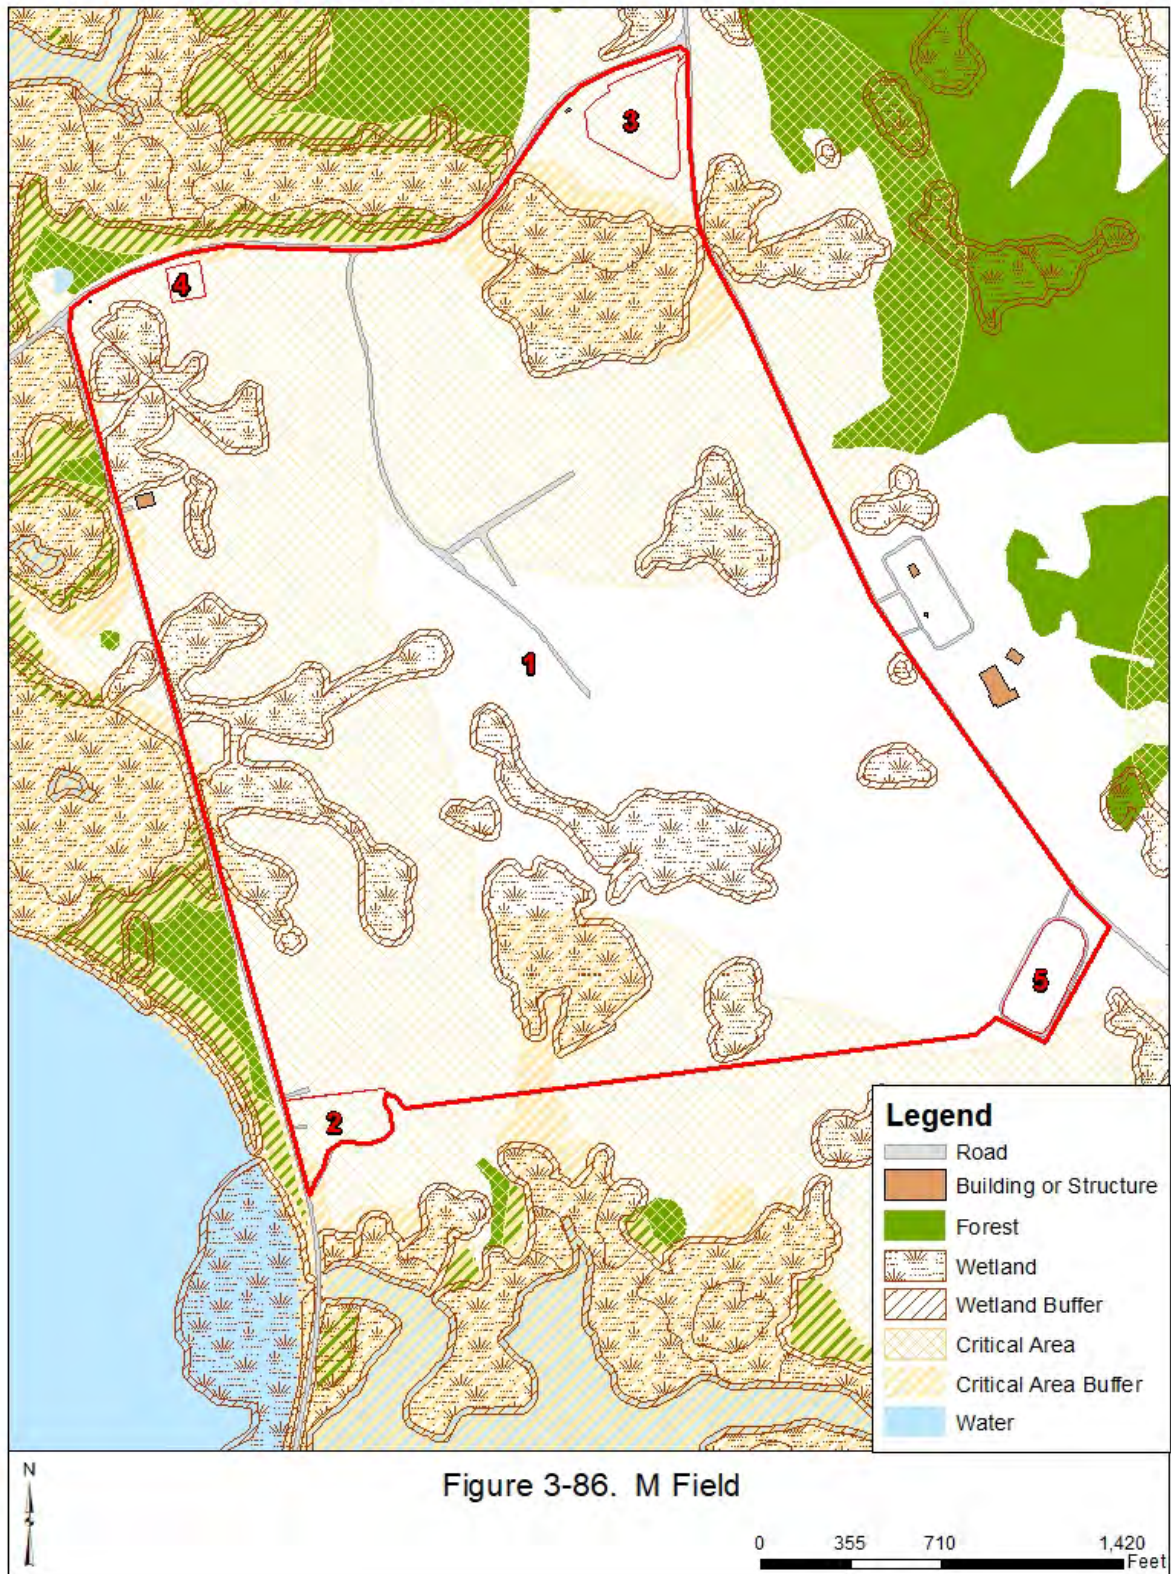 3
4
1
5
2
Legend
Road
Building or Structure
Forest
Wetland
Wetland Buffer
Critical Area
Critical Area Buffer
Water
N
Figure 3-86. M Field
0 355 710 1,420
Feet